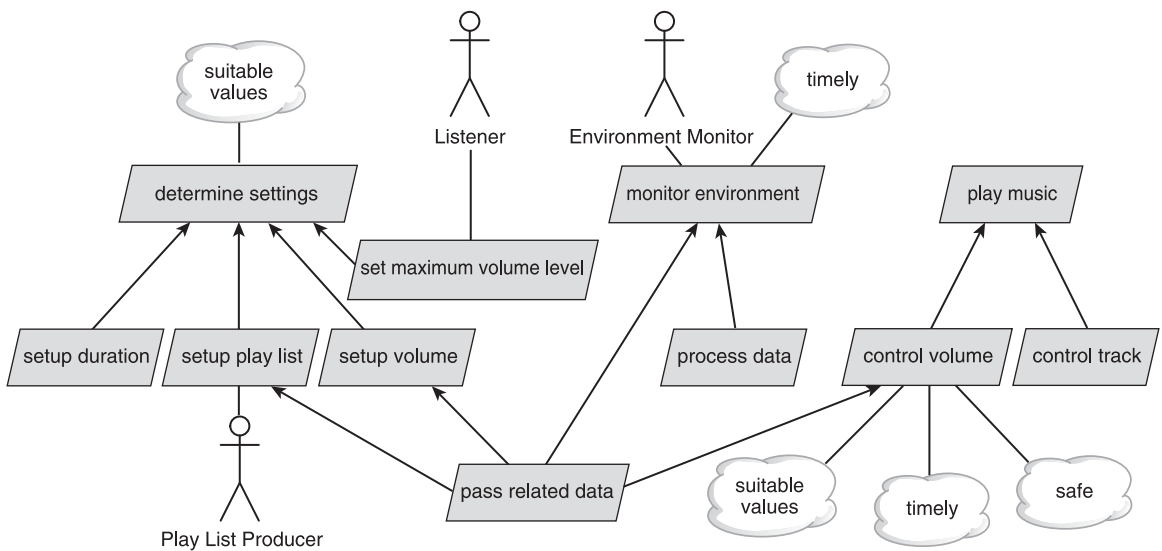 suitable
values
timely
Listener
Environment Monitor
determine settings
monitor environment
play music
set maximum volume level
setup duration
setup play list
setup volume
process data
control volume
control track
pass related data
suitable
values
timely
safe
Play List Producer